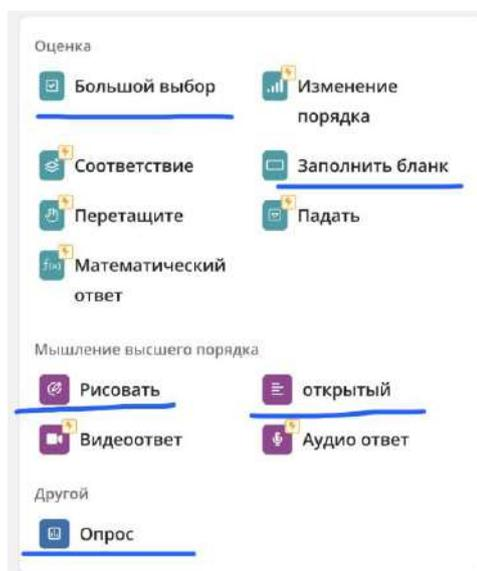 Оценка
Большой выбор
Изменение
порядка
Соответствие
Заполнить бланк
Перетащите
Падать
f(x)
Математический
ответ
Мышление высшего порядка
Рисовать
открытый
Видеоответ
Аудио ответ
Другой
Опрос